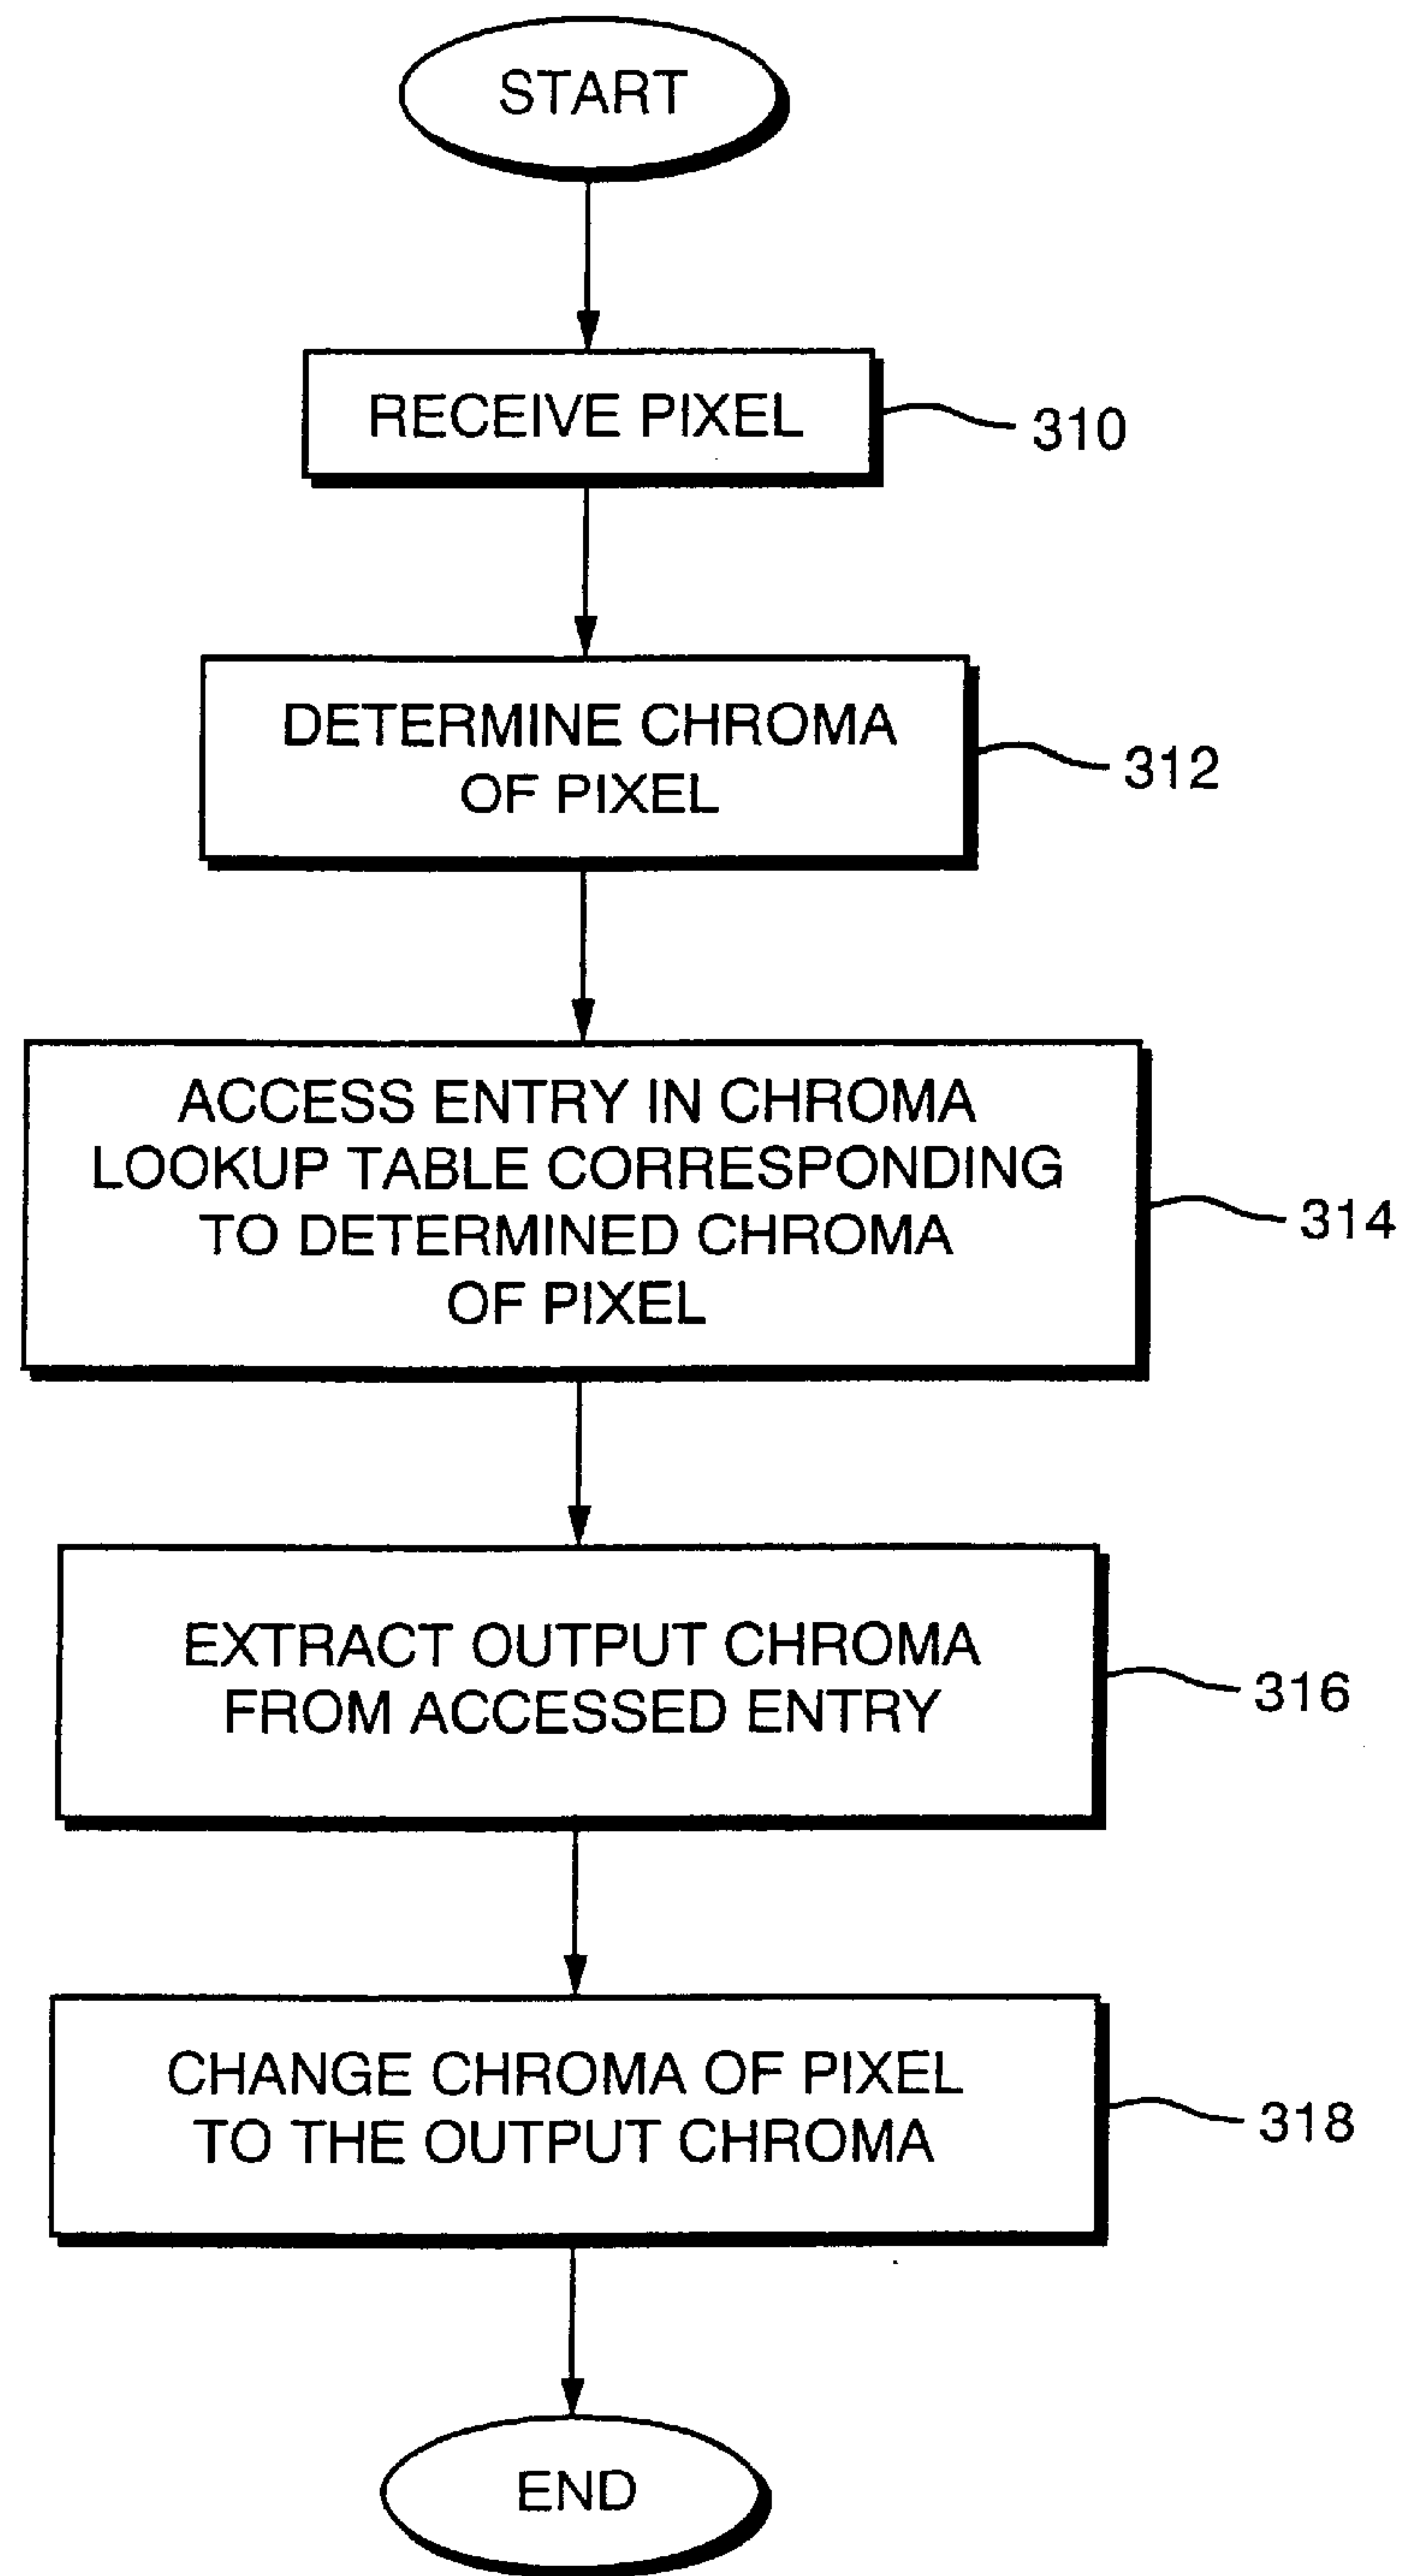 START
RECEIVE PIXEL
310
DETERMINE CHROMA
OF PIXEL
312
ACCESS ENTRY IN CHROMA
LOOKUP TABLE CORRESPONDING
TO DETERMINED CHROMA
OF PIXEL
314
EXTRACT OUTPUT CHROMA
FROM ACCESSED ENTRY
316
CHANGE CHROMA OF PIXEL
TO THE OUTPUT CHROMA
318
END